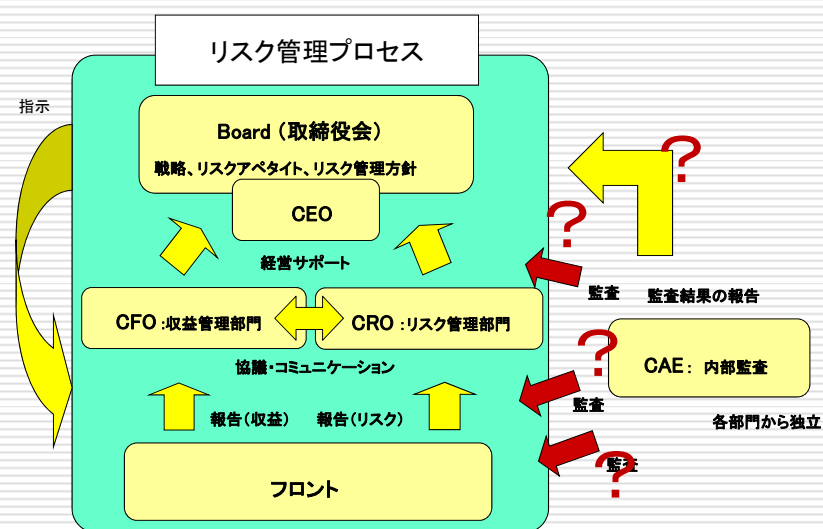 リスク管理プロセス
指示
Board（取締役会）
戦略、リスクアペタイト、リスク管理方針
CEO
?
?
経営サポート
監査
監査結果の報告
CFO：収益管理部門
CRO：リスク管理部門
?
CAE： 内部監査
協議・コミュニケーション
監査
各部門から独立
報告（収益）
報告（リスク）
監査
?
フロント